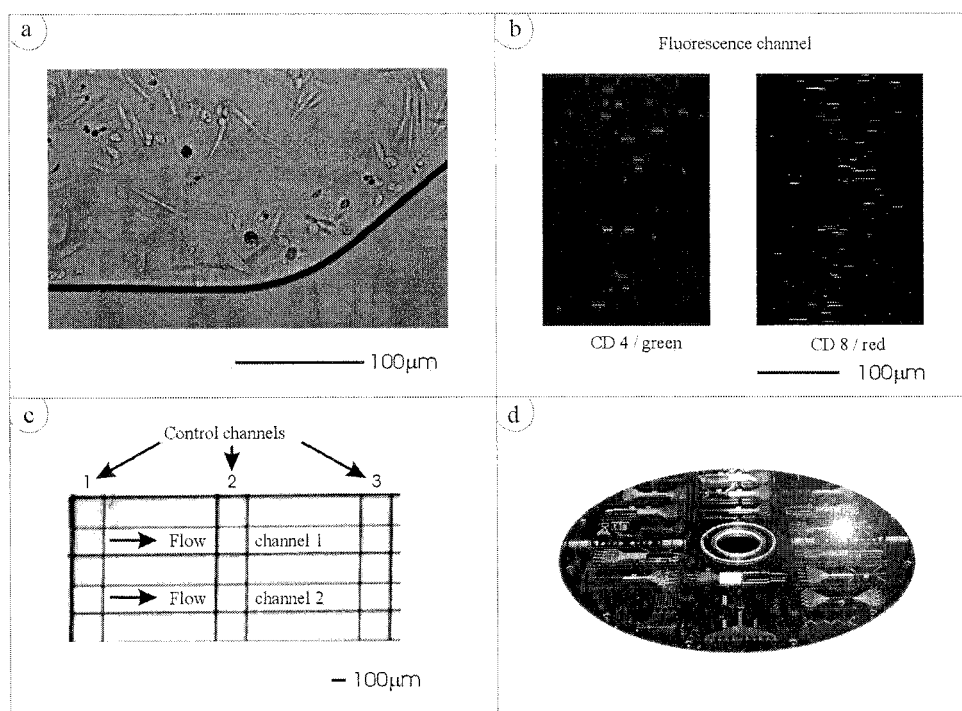 a
100μm
b
Fluorescence channel
CD 4 / green
CD 8 / red
100μm
c
Control channels
1 2 3
Flow channel 1
Flow channel 2
100μm
d